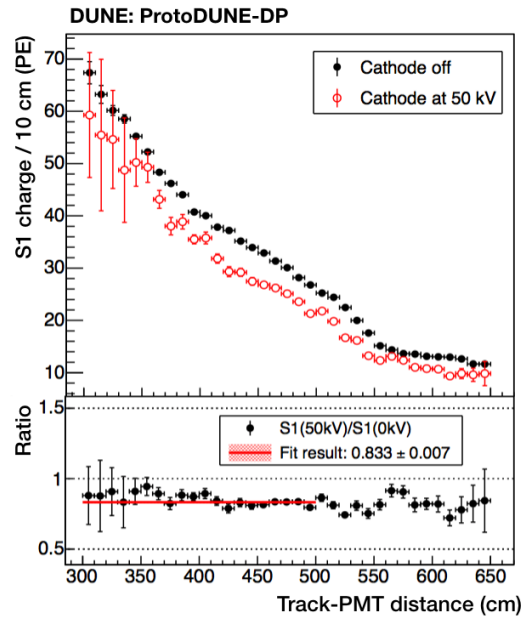 DUNE: ProtoDUNE-DP
S1 charge / 10 cm (PE)
70
60
50
40
30
20
10
Cathode off
Cathode at 50 kV
Ratio
1.5
1
0.5
S1(50kV)/S1(0kV)
Fit result: 0.833 ± 0.007
300 350 400 450 500 550 600 650
Track-PMT distance (cm)